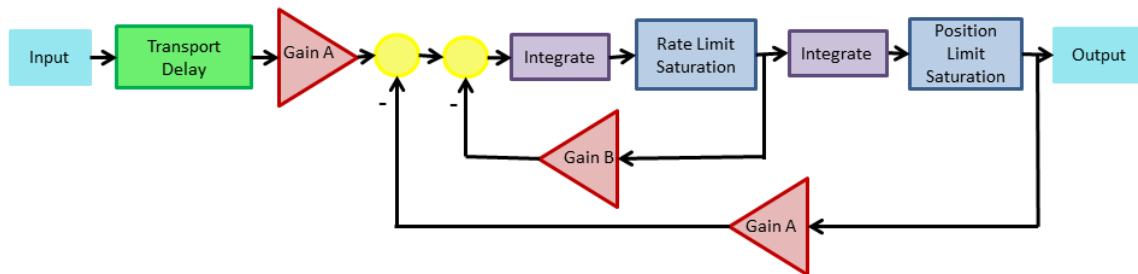 Input
Transport
Delay
Gain A
Integrate
Rate Limit
Saturation
Integrate
Position
Limit
Saturation
Output
-
-
Gain B
Gain A